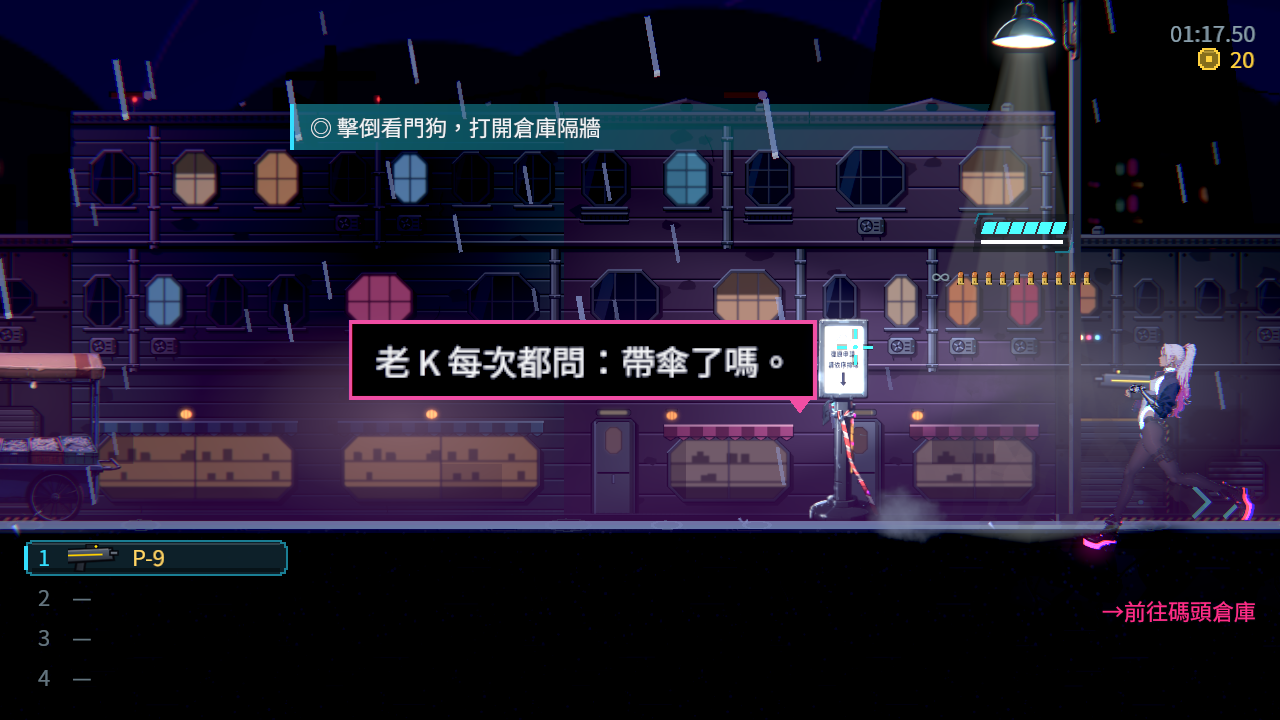 01:17.50
20
◎ 擊倒看門狗，打開倉庫隔牆
∞
老K每次都問：帶傘了嗎。
1 P-9
2 —
3 —
4 —
→前往碼頭倉庫